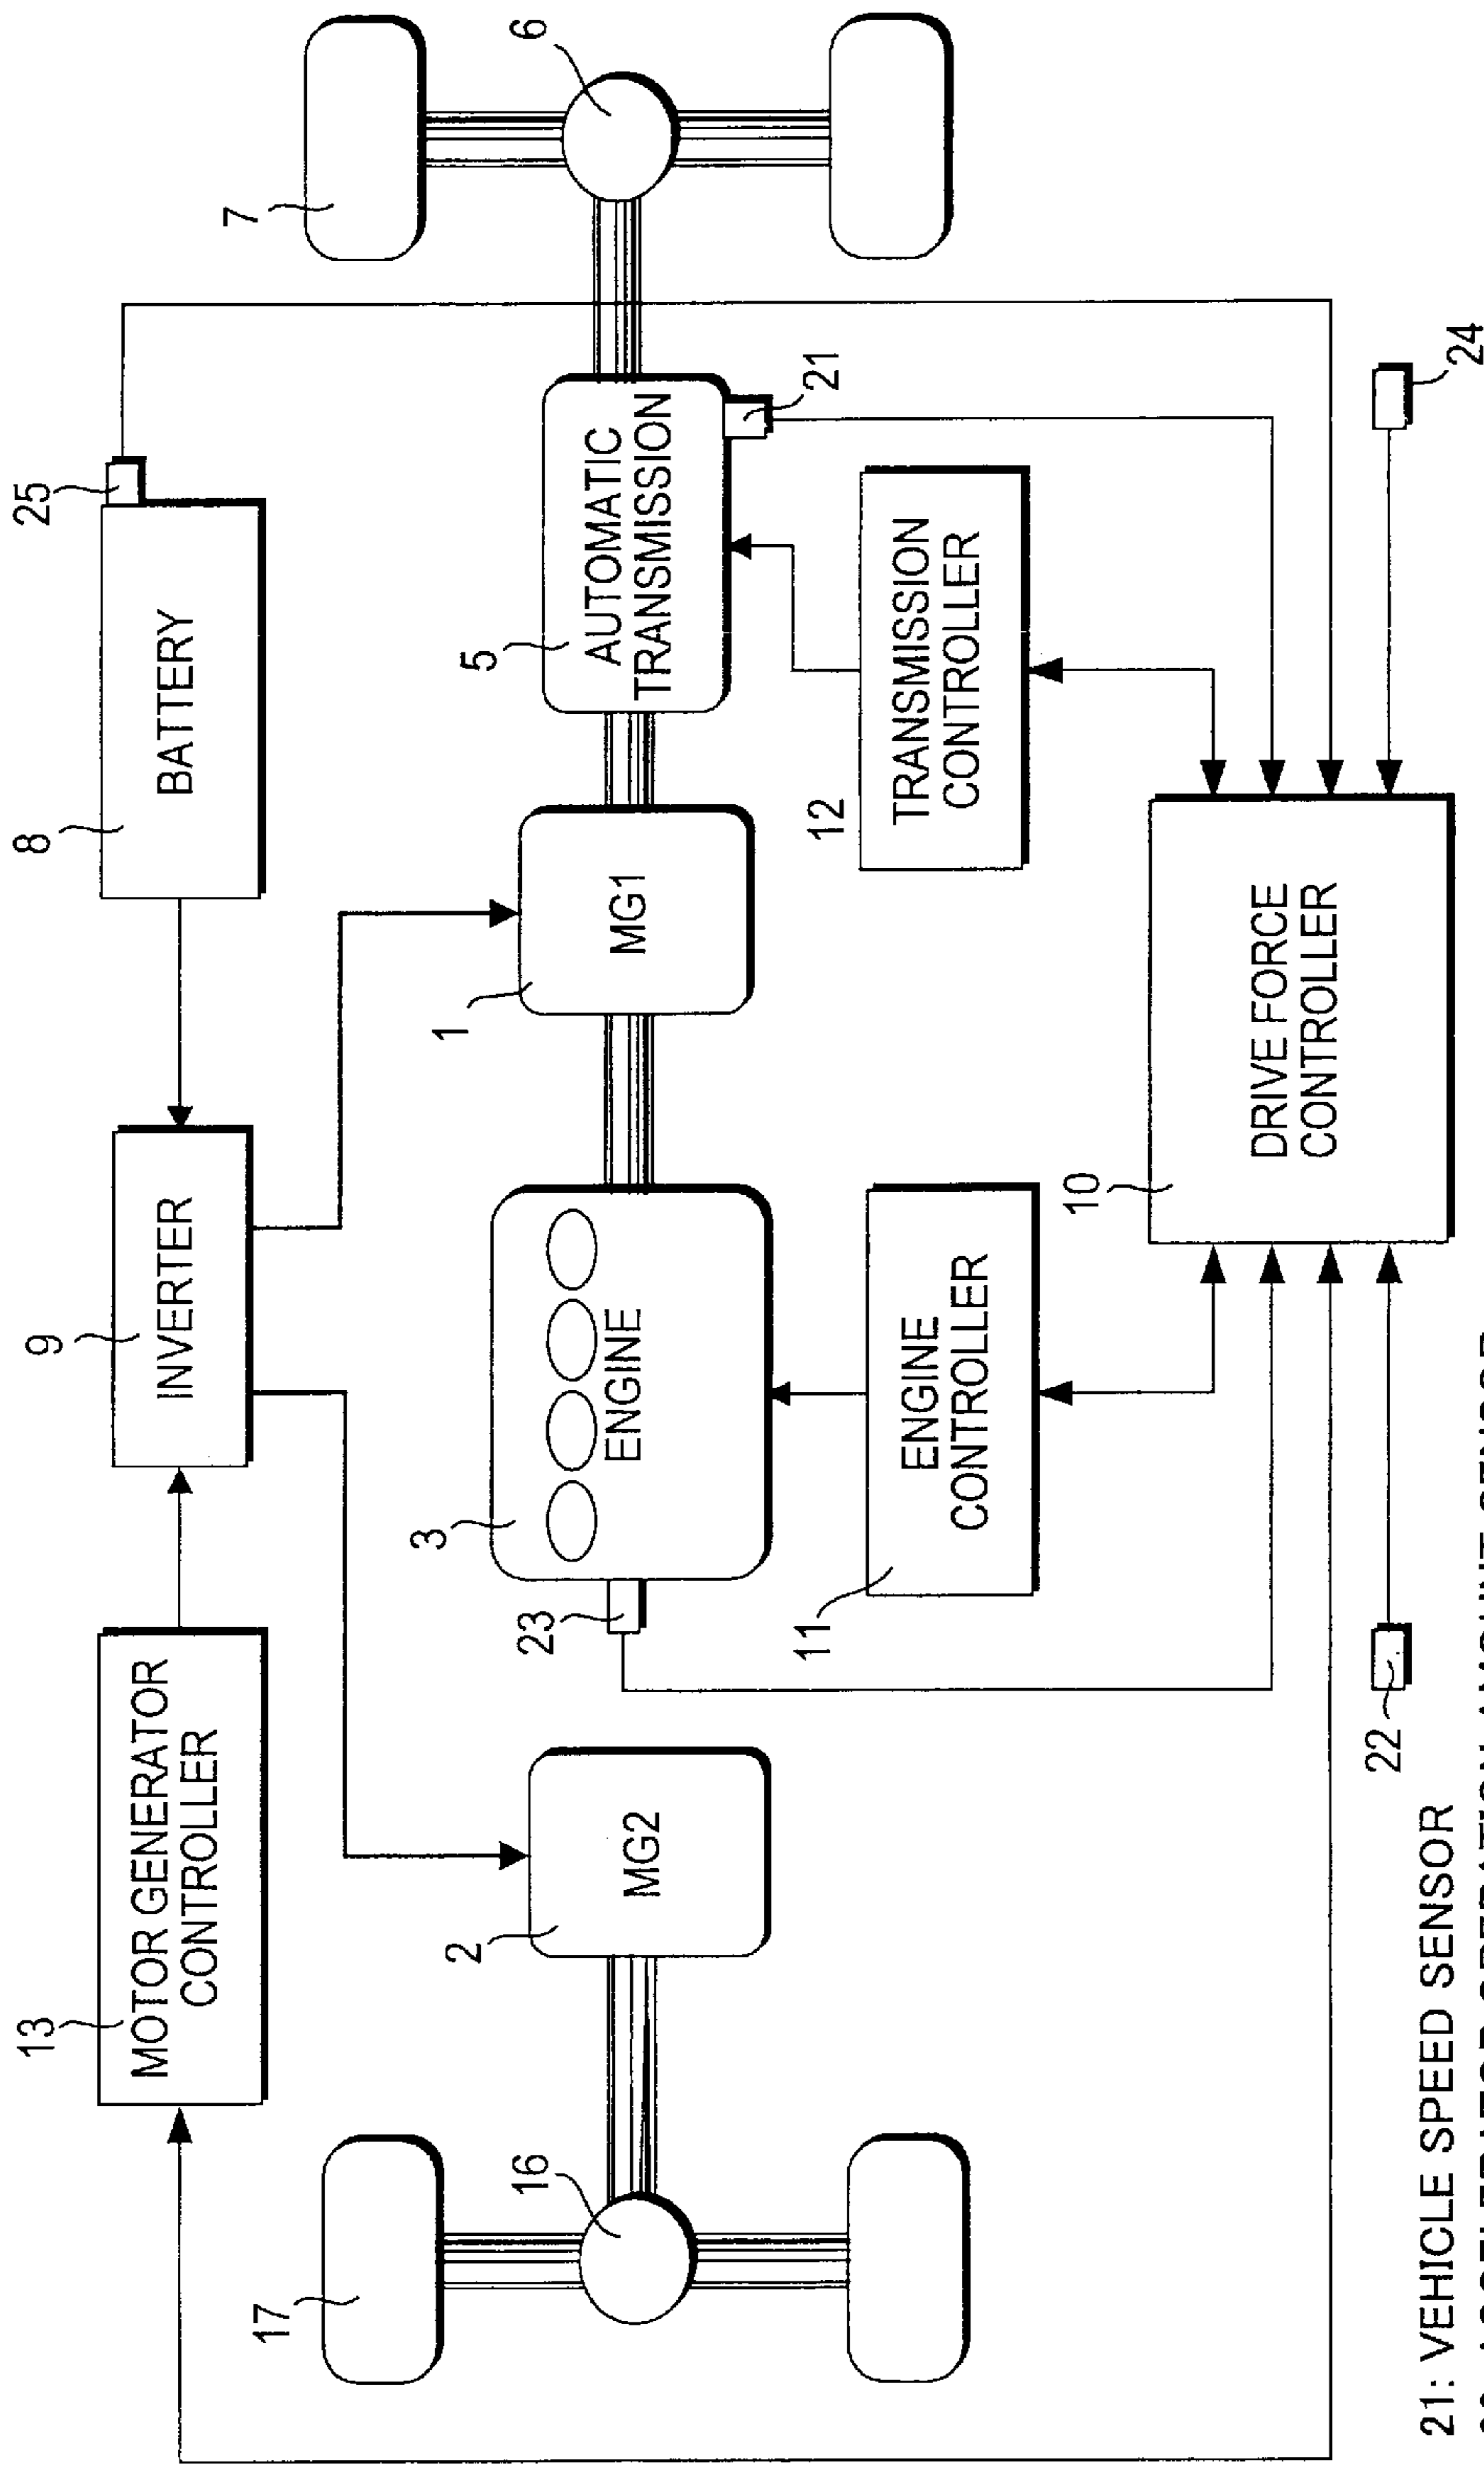 13
MOTOR GENERATOR
CONTROLLER
9
INVERTER
8
BATTERY
25
17
16
2
MG2
23
3
ENGINE
1
MG1
5
AUTOMATIC
TRANSMISSION
21
7
6
11
ENGINE
CONTROLLER
12
TRANSMISSION
CONTROLLER
10
DRIVE FORCE
CONTROLLER
22
24
21: VEHICLE SPEED SENSOR